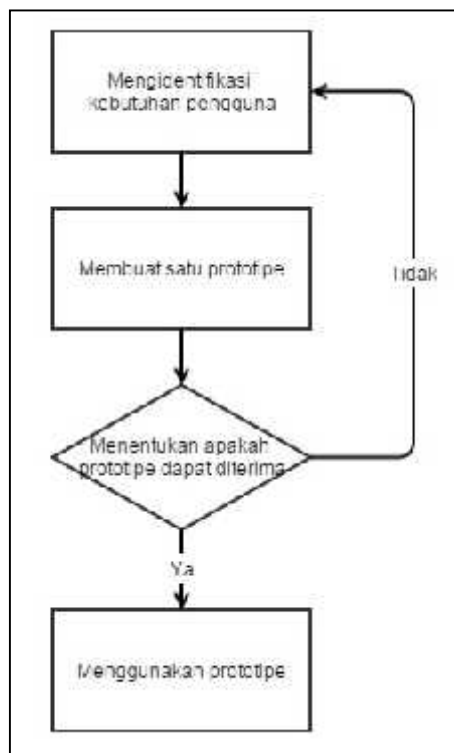 Mengidentifikasi
kebutuhan pengguna
Membuat satu prototipe
Tidak
Menentukan apakah
prototipe dapat diterima
Ya
Menggunakan prototipe